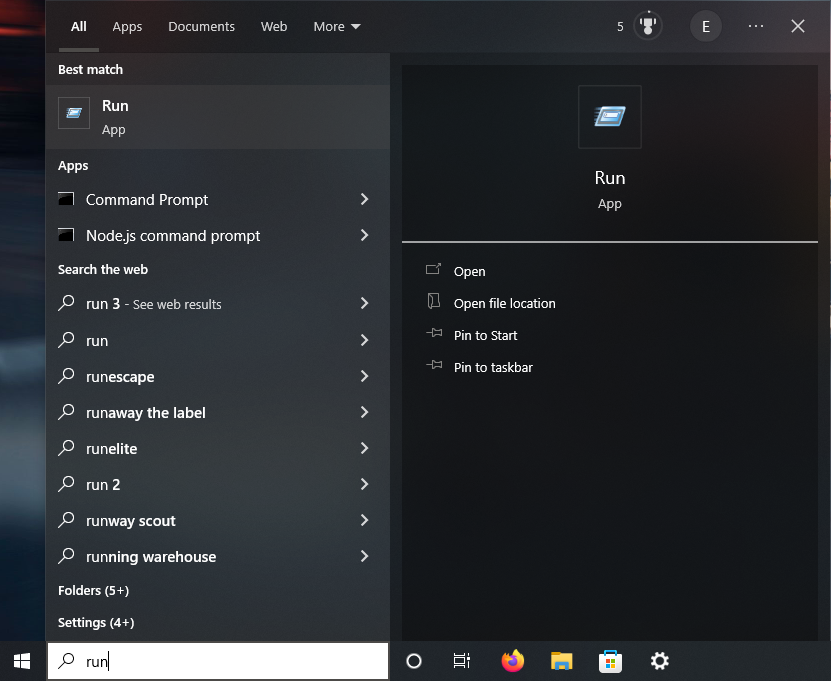 All Apps Documents Web More 5 E
Best match
Run
App
Apps
Command Prompt
Node.js command prompt
Search the web
run 3 - See web results
run
runescape
runaway the label
runelite
run 2
runway scout
running warehouse
Folders (5+)
Settings (4+)
run
Run
App
Open
Open file location
Pin to Start
Pin to taskbar